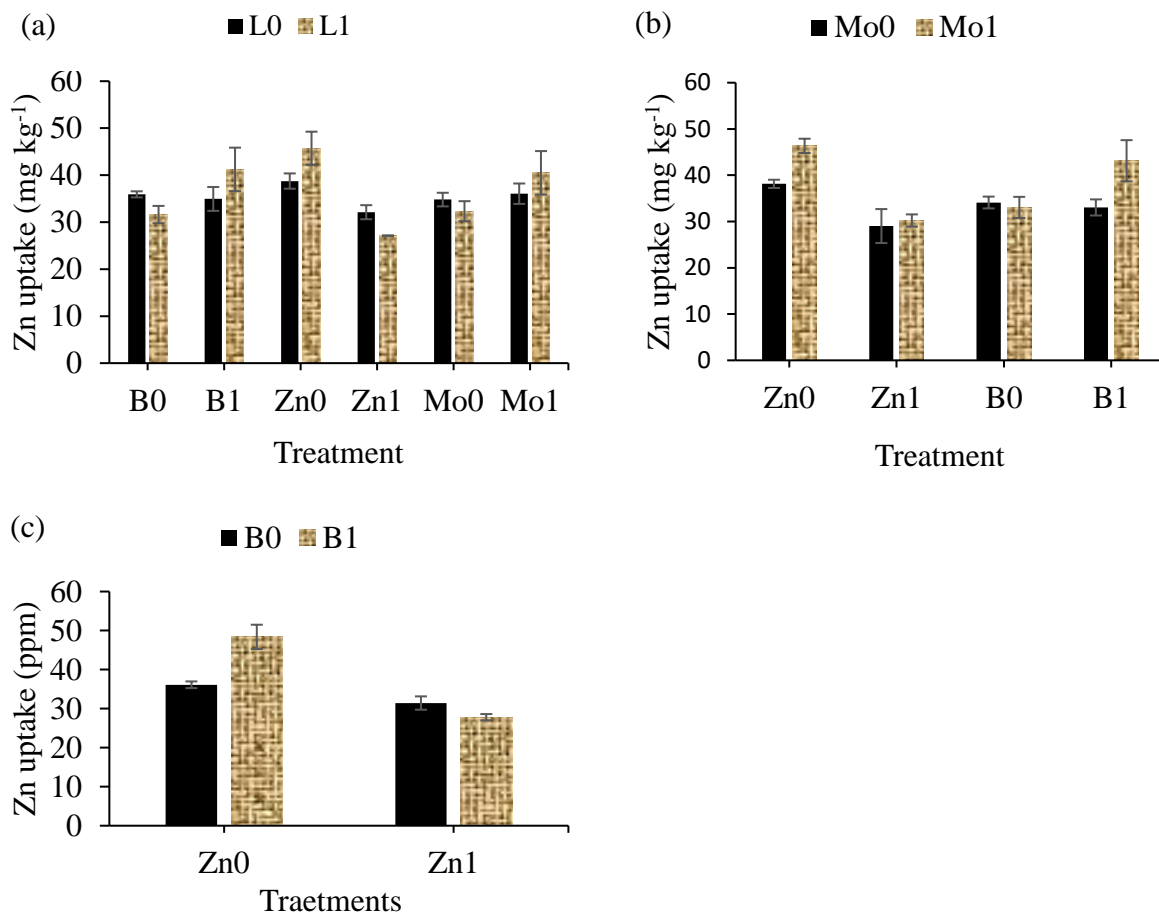 (a)
L0 L1
Zn uptake (mg kg-1)
60
50
40
30
20
10
0
B0 B1 Zn0 Zn1 Mo0 Mo1
Treatment
(b)
Mo0 Mo1
Zn uptake (mg kg-1)
60
50
40
30
20
10
0
Zn0 Zn1 B0 B1
Treatment
(c)
B0 B1
Zn uptake (ppm)
60
50
40
30
20
10
0
Zn0 Zn1
Traetments